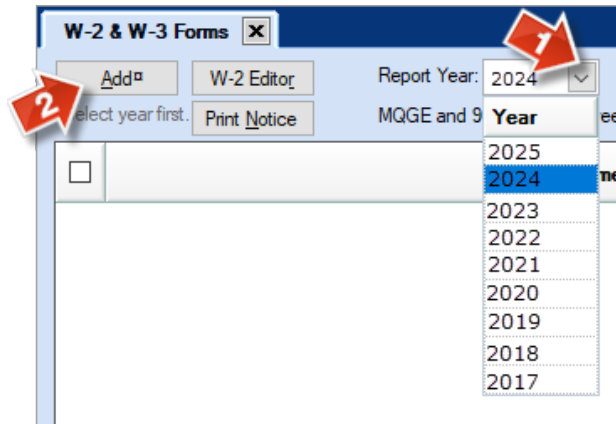 W-2 & W-3 Forms
1
Add¤ W-2 Editor Report Year: 2024
2
elect year first. Print Notice MQGE and 9
Year
2025
2024
2023
2022
2021
2020
2019
2018
2017